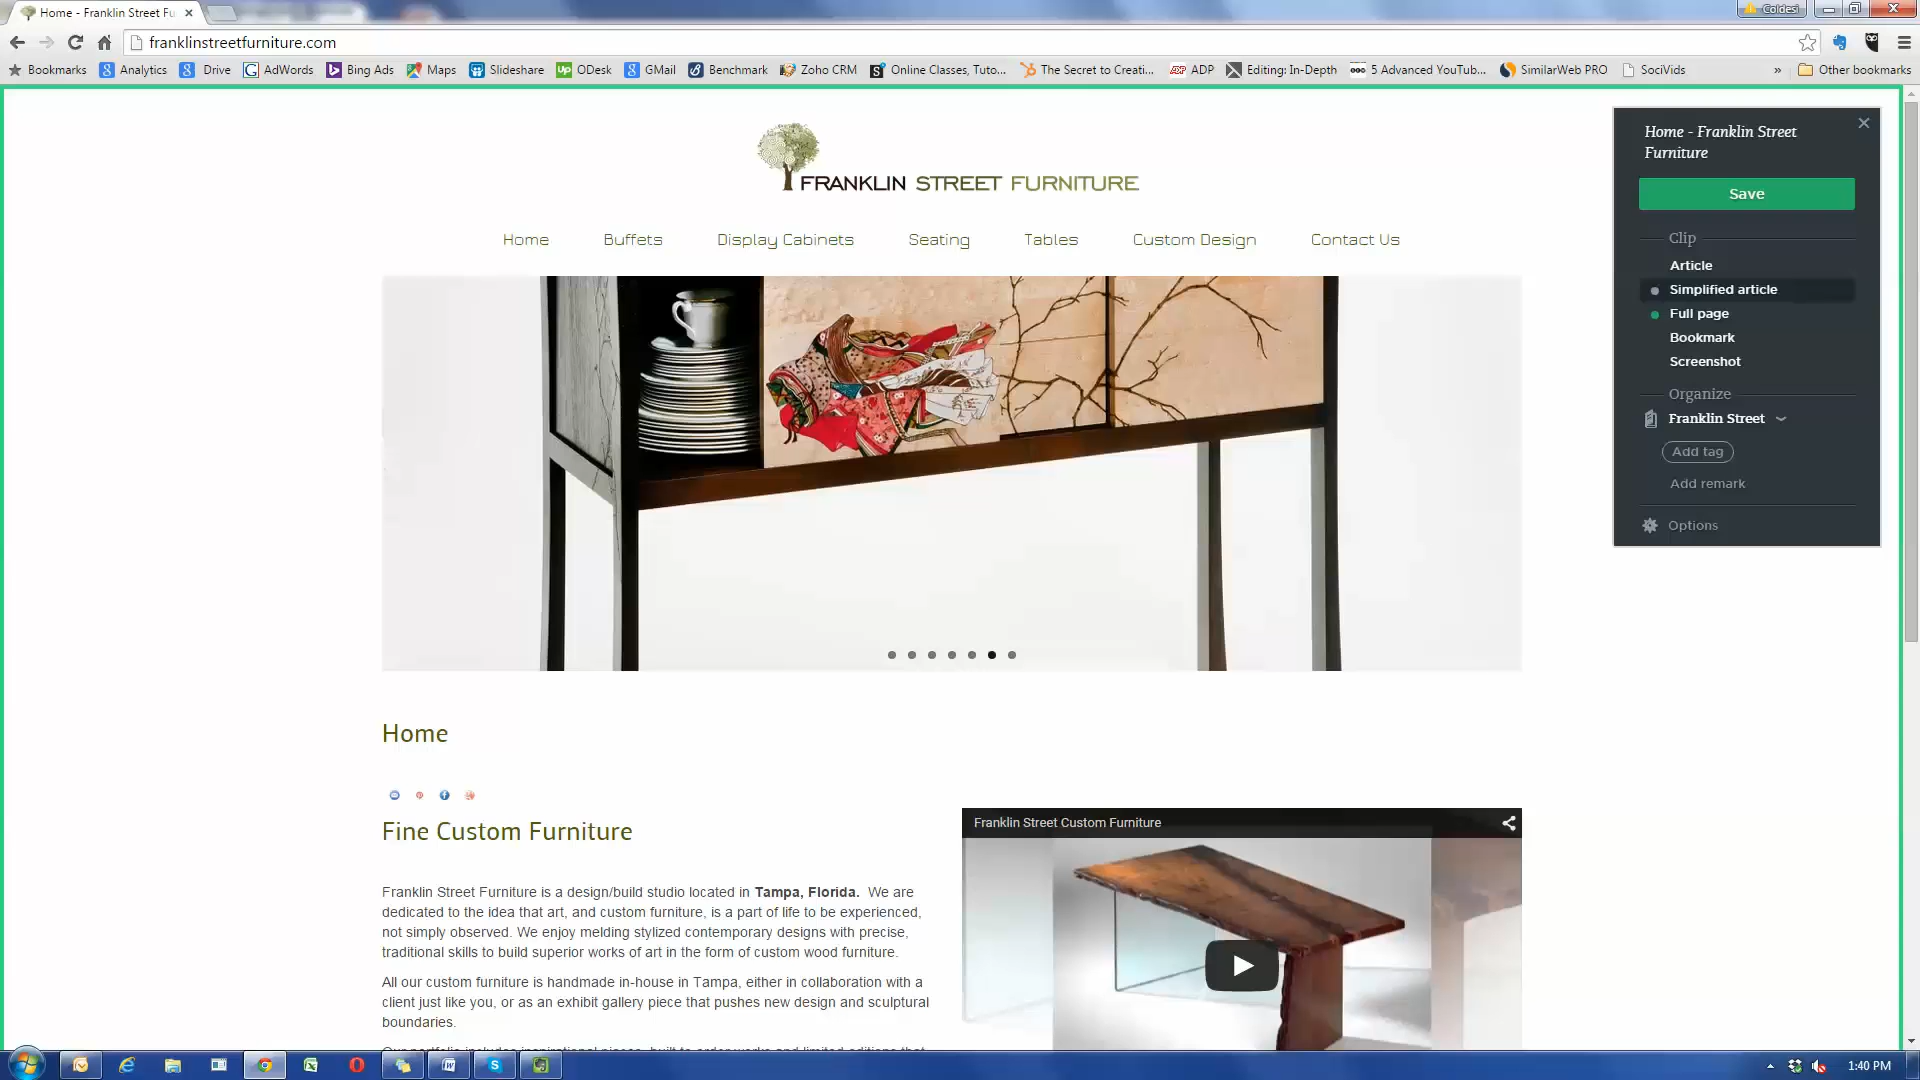 Home - Franklin Street Fu
Coldesi
franklinstreetfurniture.com
Bookmarks Analytics Drive AdWords Bing Ads Maps Slideshare ODesk GMail Benchmark Zoho CRM Online Classes, Tuto... The Secret to Creati... ADP Editing: In-Depth 5 Advanced YouTub... SimilarWeb PRO SociVids » Other bookmarks
FRANKLIN STREET FURNITURE
Home Buffets Display Cabinets Seating Tables Custom Design Contact Us
Home - Franklin Street
Furniture
Save
Clip
Article
Simplified article
Full page
Bookmark
Screenshot
Organize
Franklin Street
Add tag
Add remark
Options
Home
Fine Custom Furniture
Franklin Street Furniture is a design/build studio located in Tampa, Florida. We are
dedicated to the idea that art, and custom furniture, is a part of life to be experienced,
not simply observed. We enjoy melding stylized contemporary designs with precise,
traditional skills to build superior works of art in the form of custom wood furniture.
All our custom furniture is handmade in-house in Tampa, either in collaboration with a
client just like you, or as an exhibit gallery piece that pushes new design and sculptural
boundaries.
Franklin Street Custom Furniture
1:40 PM